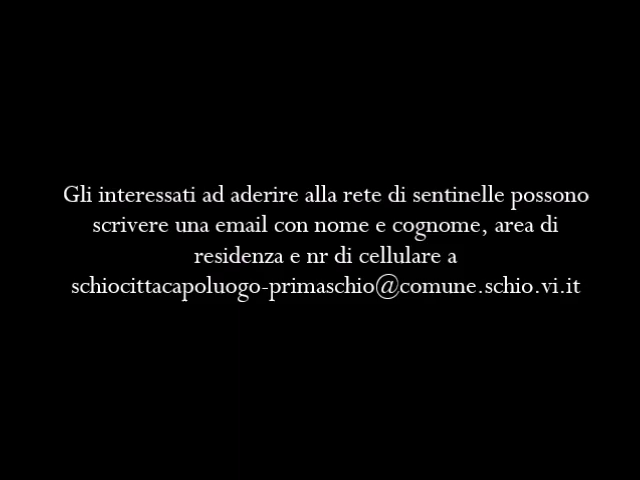 Gli interessati ad aderire alla rete di sentinelle possono
scrivere una email con nome e cognome, area di
residenza e nr di cellulare a
schiocittacapoluogo-primaschio@comune.schio.vi.it